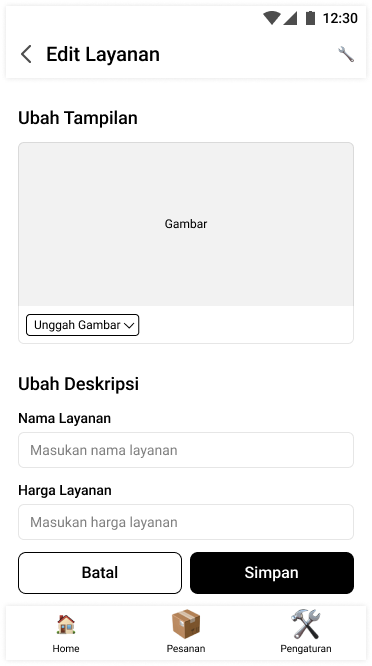 12:30
Edit Layanan
Ubah Tampilan
Gambar
Unggah Gambar
Ubah Deskripsi
Nama Layanan
Masukan nama layanan
Harga Layanan
Masukan harga layanan
Batal Simpan
Home Pesanan Pengaturan